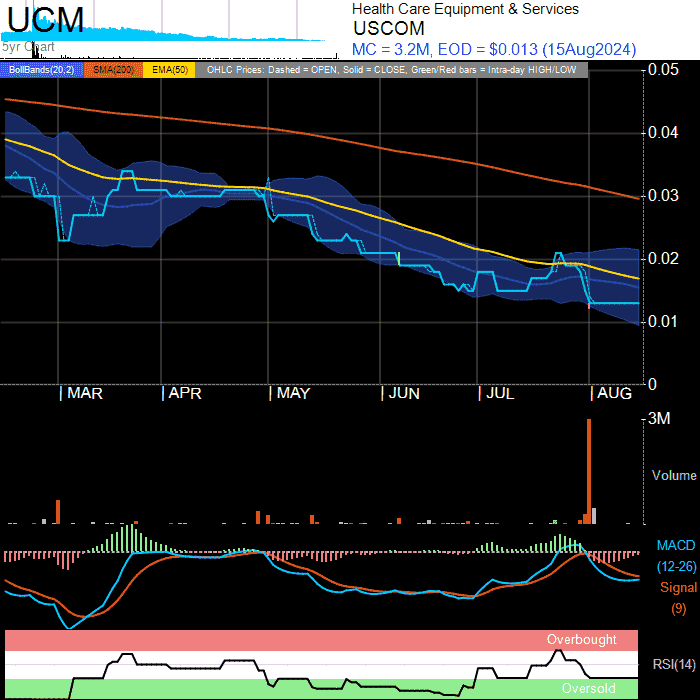 UCM
5yr Chart
Health Care Equipment & Services
USCOM
MC = 3.2M, EOD = $0.013 (15Aug2024)
BollBands(20,2) SMA(200) EMA(50) OHLC Prices: Dashed = OPEN, Solid = CLOSE, Green/Red bars = Intra-day HIGH/LOW
0.05
0.04
0.03
0.02
0.01
0
MAR APR MAY JUN JUL AUG
3M
Volume
MACD
(12-26)
Signal
(9)
Overbought
RSI(14)
Oversold